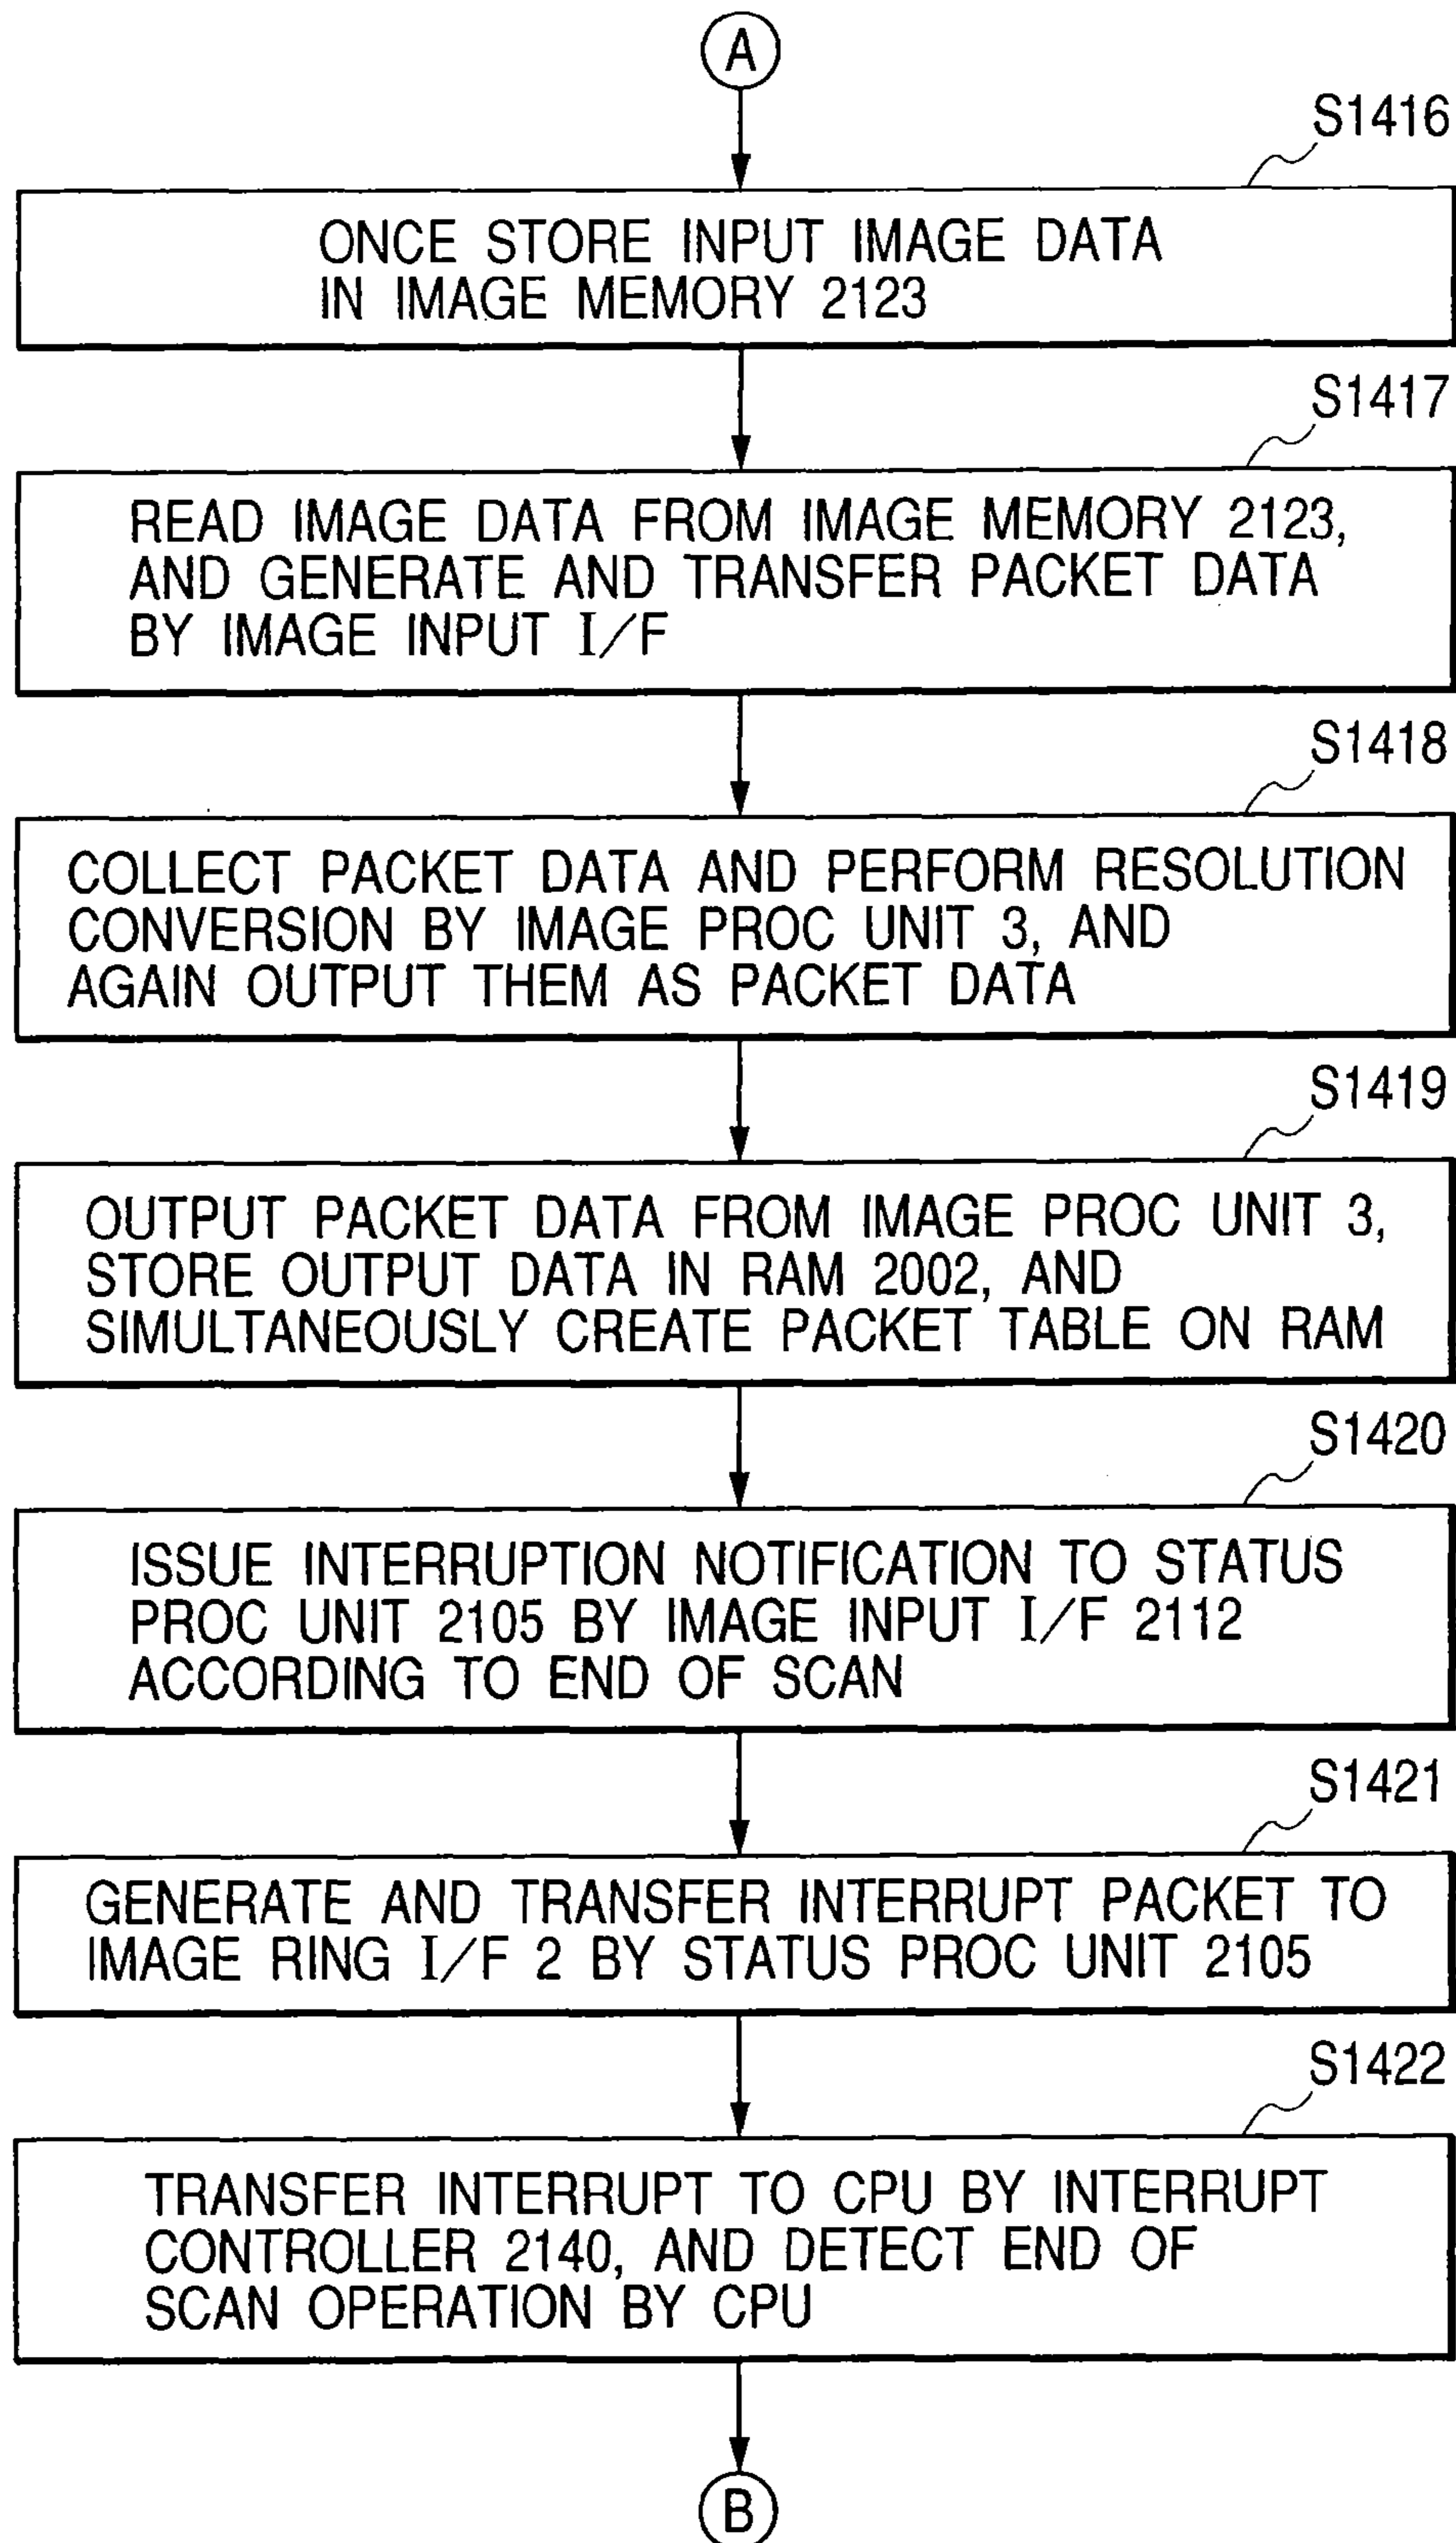 A
S1416
ONCE STORE INPUT IMAGE DATA
IN IMAGE MEMORY 2123
S1417
READ IMAGE DATA FROM IMAGE MEMORY 2123,
AND GENERATE AND TRANSFER PACKET DATA
BY IMAGE INPUT I/F
S1418
COLLECT PACKET DATA AND PERFORM RESOLUTION
CONVERSION BY IMAGE PROC UNIT 3, AND
AGAIN OUTPUT THEM AS PACKET DATA
S1419
OUTPUT PACKET DATA FROM IMAGE PROC UNIT 3,
STORE OUTPUT DATA IN RAM 2002, AND
SIMULTANEOUSLY CREATE PACKET TABLE ON RAM
S1420
ISSUE INTERRUPTION NOTIFICATION TO STATUS
PROC UNIT 2105 BY IMAGE INPUT I/F 2112
ACCORDING TO END OF SCAN
S1421
GENERATE AND TRANSFER INTERRUPT PACKET TO
IMAGE RING I/F 2 BY STATUS PROC UNIT 2105
S1422
TRANSFER INTERRUPT TO CPU BY INTERRUPT
CONTROLLER 2140, AND DETECT END OF
SCAN OPERATION BY CPU
B